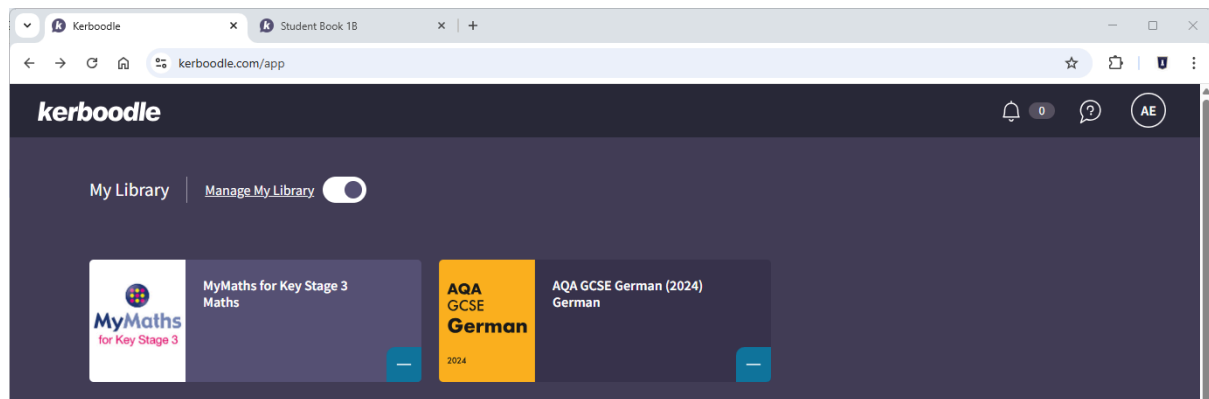 Kerboodle
Student Book 1B
kerboodle.com/app
kerboodle
0
AE
My Library
Manage My Library
MyMaths
for Key Stage 3
MyMaths for Key Stage 3
Maths
AQA
GCSE
German
2024
AQA GCSE German (2024)
German